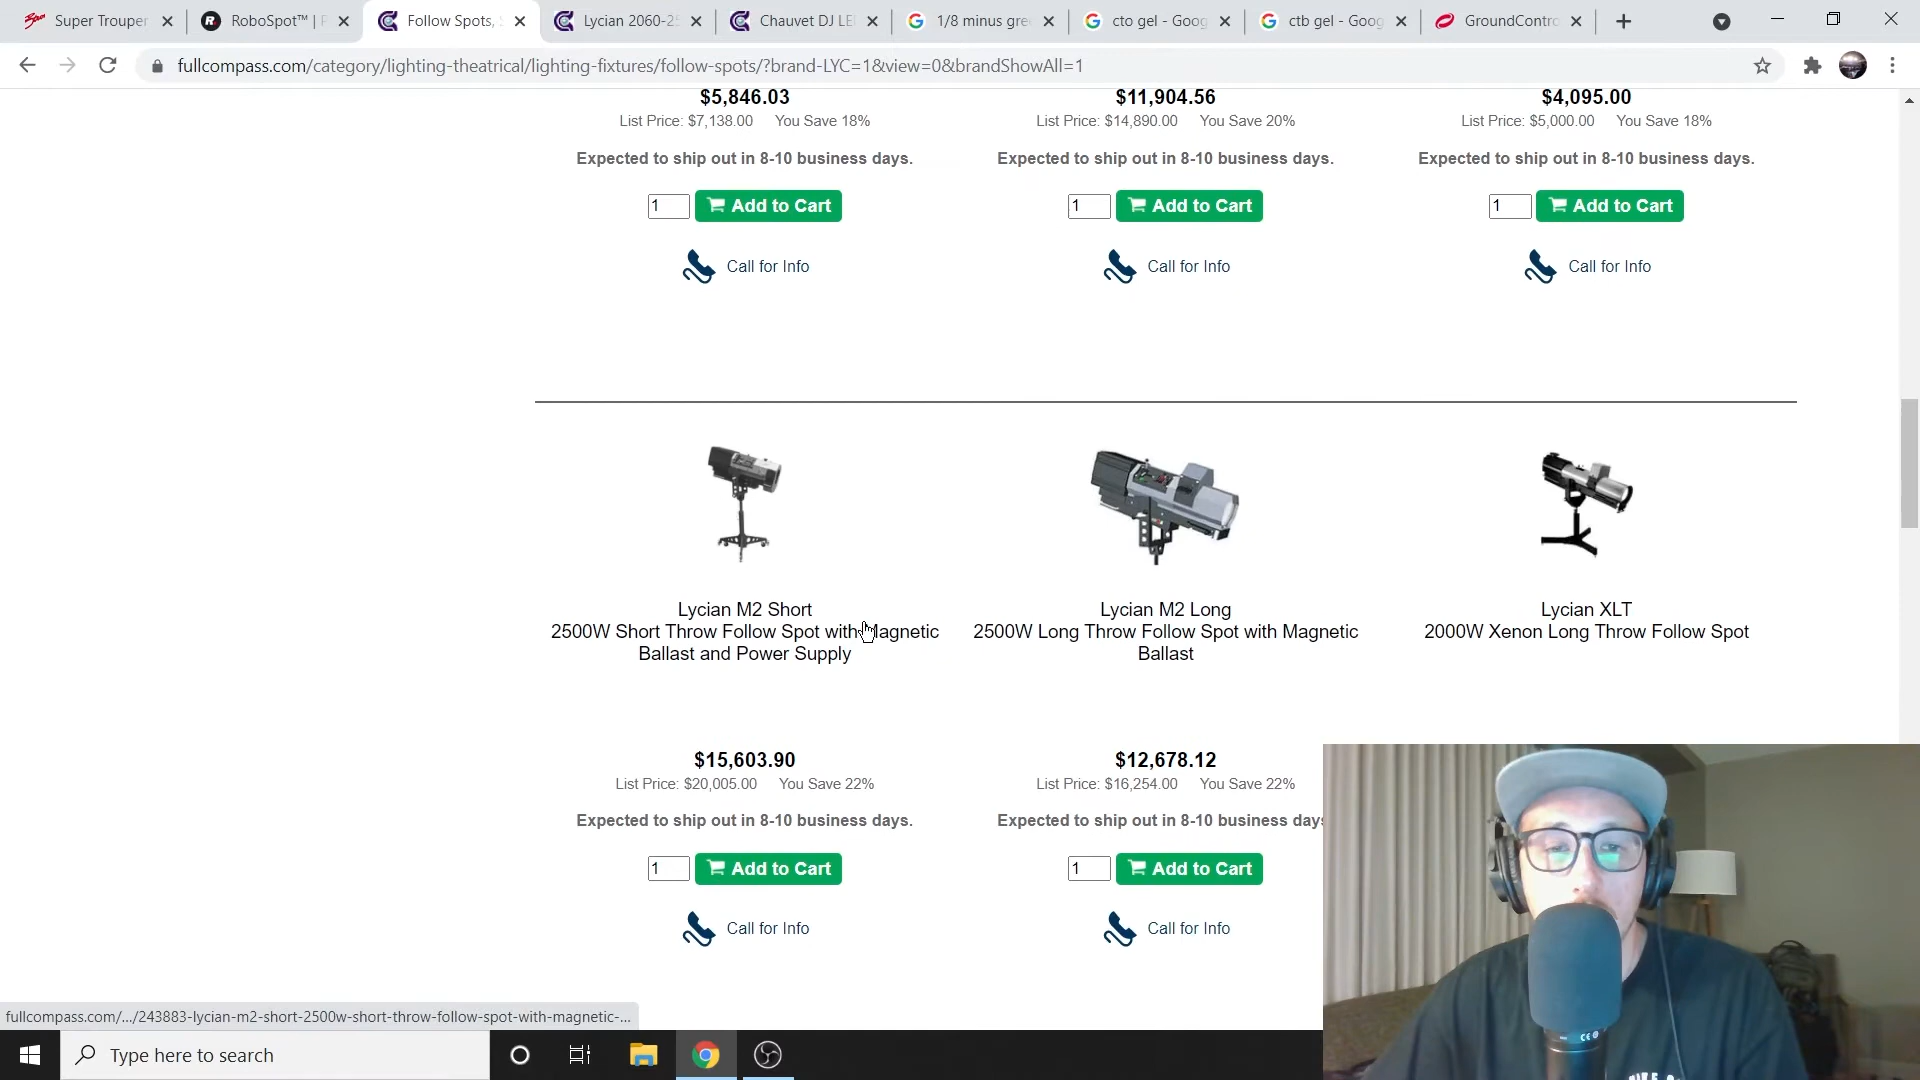 Super Trouper
RoboSpot™ | P
Follow Spots,
Lycian 2060-25
Chauvet DJ LE
1/8 minus gre
cto gel - Goog
ctb gel - Goog
GroundContro
fullcompass.com/category/lighting-theatrical/lighting-fixtures/follow-spots/?brand-LYC=1&view=0&brandShowAll=1
$5,846.03
$11,904.56
$4,095.00
List Price: $7,138.00 You Save 18%
List Price: $14,890.00 You Save 20%
List Price: $5,000.00 You Save 18%
Expected to ship out in 8-10 business days.
Expected to ship out in 8-10 business days.
Expected to ship out in 8-10 business days.
1 Add to Cart
1 Add to Cart
1 Add to Cart
Call for Info
Call for Info
Call for Info
Lycian M2 Short
2500W Short Throw Follow Spot with Magnetic
Ballast and Power Supply
Lycian M2 Long
2500W Long Throw Follow Spot with Magnetic
Ballast
Lycian XLT
2000W Xenon Long Throw Follow Spot
$15,603.90
$12,678.12
List Price: $20,005.00 You Save 22%
List Price: $16,254.00 You Save 22%
Expected to ship out in 8-10 business days.
Expected to ship out in 8-10 business days
1 Add to Cart
1 Add to Cart
Call for Info
Call for Info
fullcompass.com/.../243883-lycian-m2-short-2500w-short-throw-follow-spot-with-magnetic-...
Type here to search